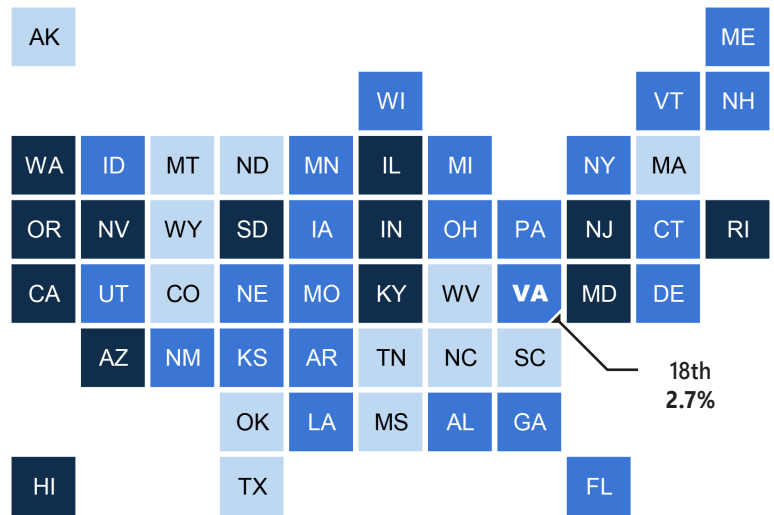 AK ME
WI VT NH
WA ID MT ND MN IL MI NY MA
OR NV WY SD IA IN OH PA NJ CT RI
CA UT CO NE MO KY WV VA MD DE
AZ NM KS AR TN NC SC
18th
2.7%
OK LA MS AL GA
HI TX FL